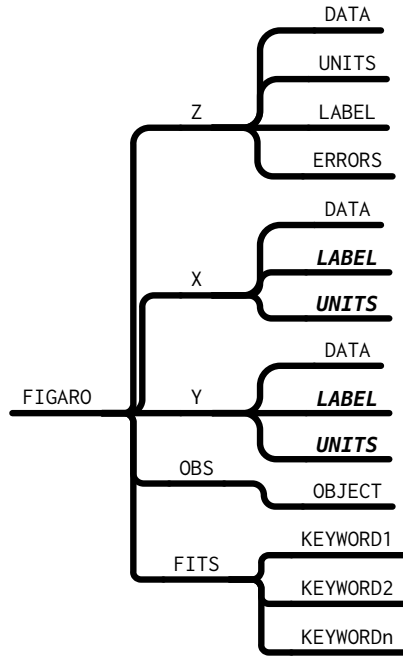 DATA
UNITS
Z
LABEL
ERRORS
DATA
LABEL
X
UNITS
DATA
FIGARO
Y
LABEL
UNITS
OBS
OBJECT
KEYWORD1
FITS
KEYWORD2
KEYWORDn